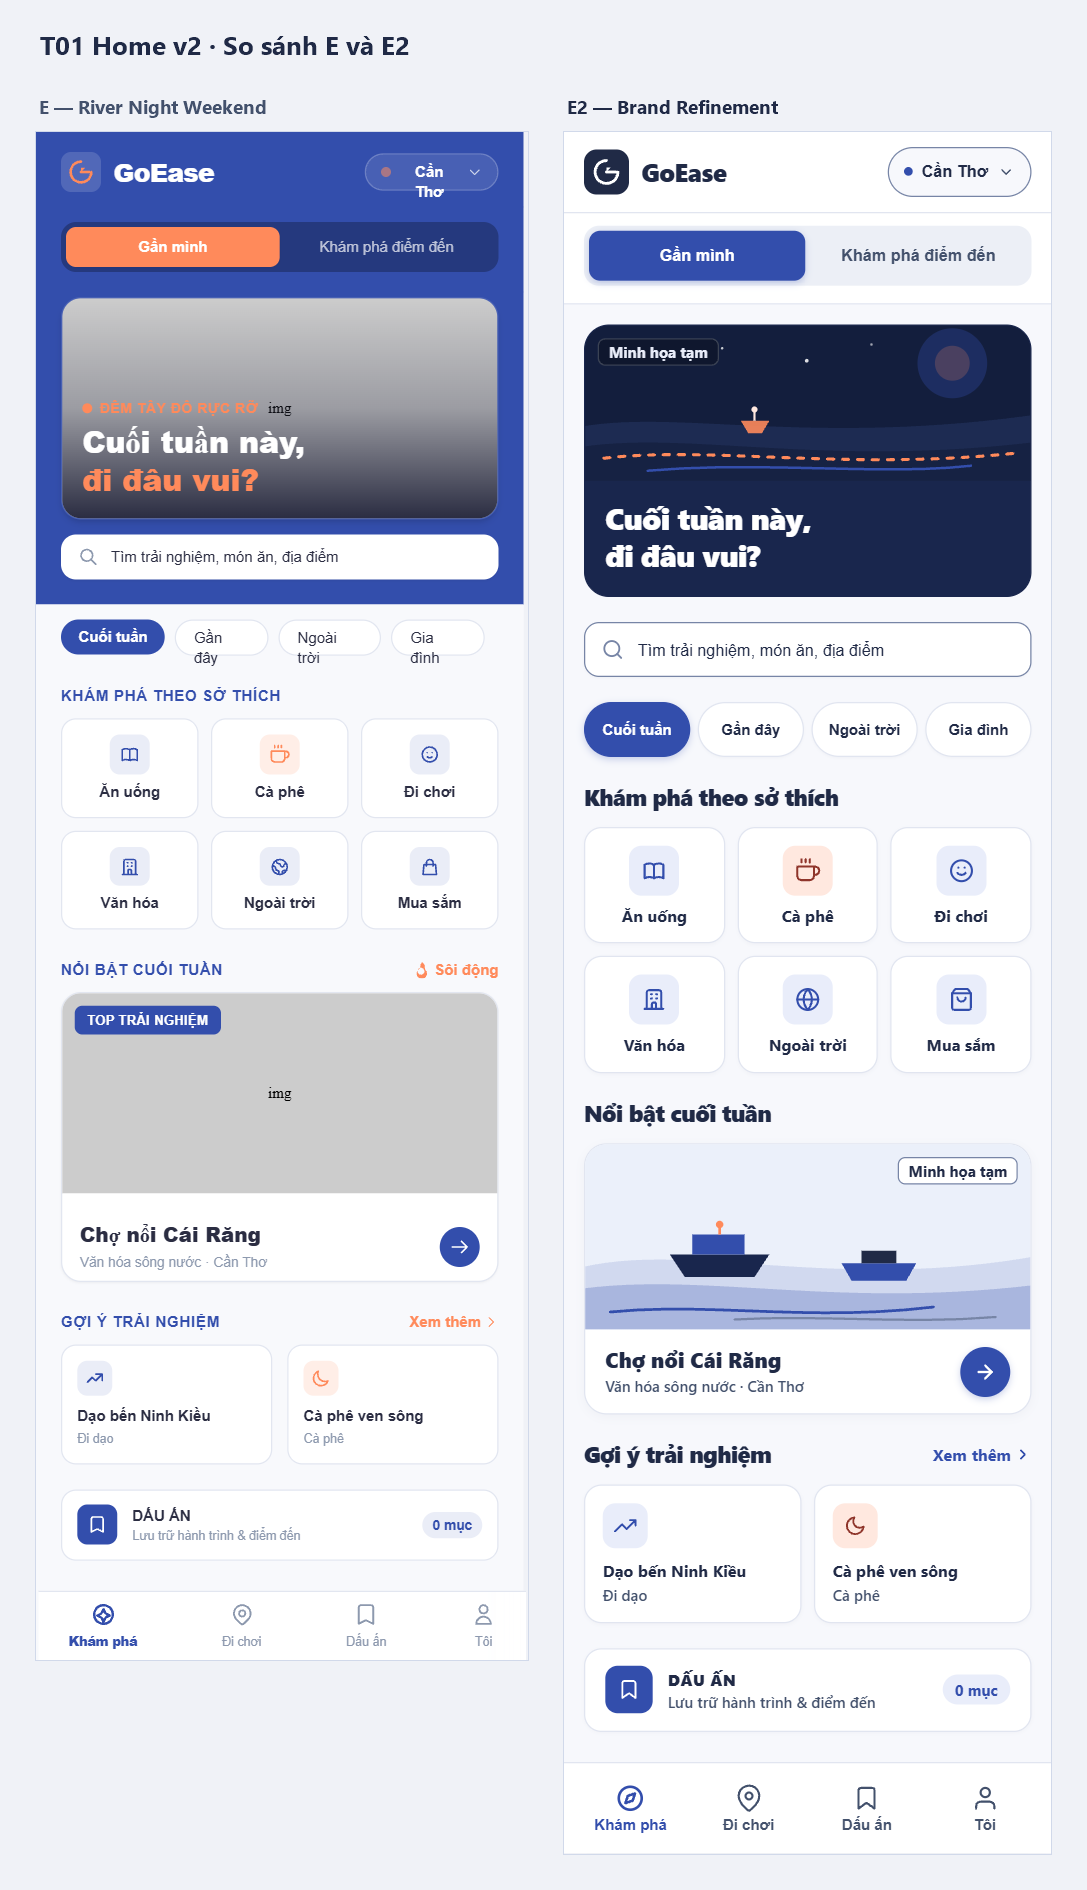 T01 Home v2 · So sánh E và E2
E — River Night Weekend
GoEase
Cần
Thơ
Gần mình
Khám phá điểm đến
ĐÊM TÂY ĐÔ RỰC RỠ
img
Cuối tuần này,
đi đâu vui?
Tìm trải nghiệm, món ăn, địa điểm
Cuối tuần
Gần
đây
Ngoài
trời
Gia
đình
KHÁM PHÁ THEO SỞ THÍCH
Ăn uống
Cà phê
Đi chơi
Văn hóa
Ngoài trời
Mua sắm
NỔI BẬT CUỐI TUẦN
Sôi động
TOP TRẢI NGHIỆM
img
Chợ nổi Cái Răng
Văn hóa sông nước · Cần Thơ
GỢI Ý TRẢI NGHIỆM
Xem thêm
Dạo bến Ninh Kiều
Đi dạo
Cà phê ven sông
Cà phê
DẤU ẤN
Lưu trữ hành trình & điểm đến
0 mục
Khám phá
Đi chơi
Dấu ấn
Tôi
E2 — Brand Refinement
GoEase
Cần Thơ
Gần mình
Khám phá điểm đến
Minh họa tạm
Cuối tuần này,
đi đâu vui?
Tìm trải nghiệm, món ăn, địa điểm
Cuối tuần
Gần đây
Ngoài trời
Gia đình
Khám phá theo sở thích
Ăn uống
Cà phê
Đi chơi
Văn hóa
Ngoài trời
Mua sắm
Nổi bật cuối tuần
Minh họa tạm
Chợ nổi Cái Răng
Văn hóa sông nước · Cần Thơ
Gợi ý trải nghiệm
Xem thêm
Dạo bến Ninh Kiều
Đi dạo
Cà phê ven sông
Cà phê
DẤU ẤN
Lưu trữ hành trình & điểm đến
0 mục
Khám phá
Đi chơi
Dấu ấn
Tôi